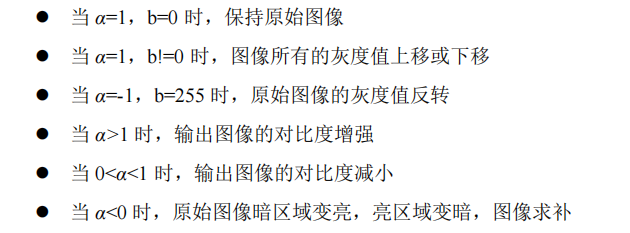 ● 当 α=1，b=0 时，保持原始图像
● 当 α=1，b!=0 时，图像所有的灰度值上移或下移
● 当 α=-1，b=255 时，原始图像的灰度值反转
● 当 α>1 时，输出图像的对比度增强
● 当 0<α<1 时，输出图像的对比度减小
● 当 α<0 时，原始图像暗区域变亮，亮区域变暗，图像求补